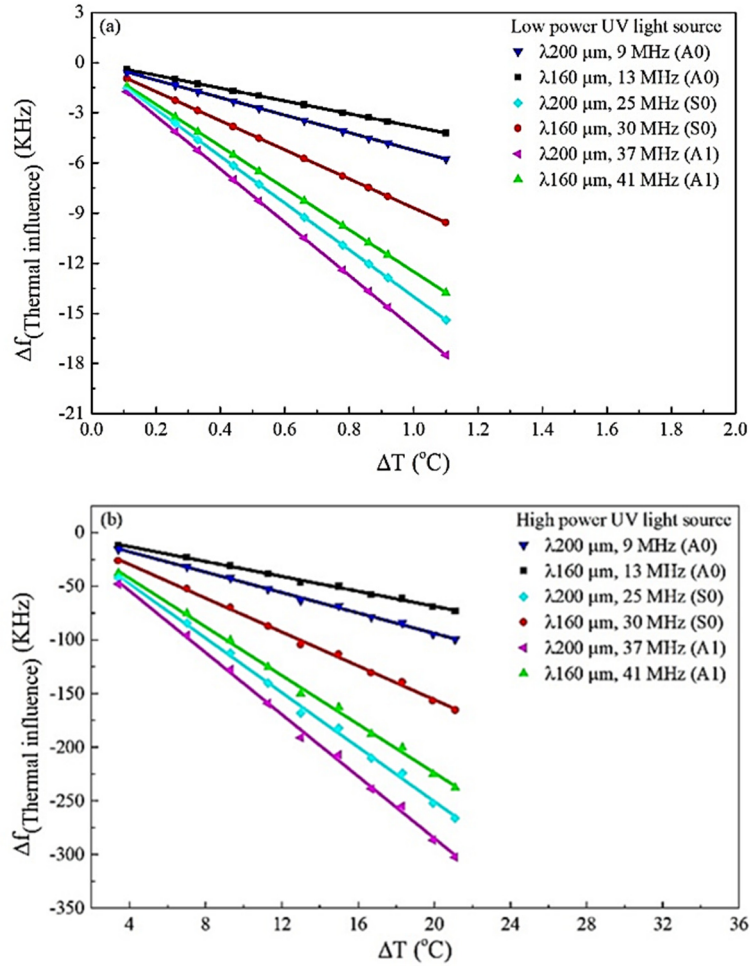 (a)
Low power UV light source
λ200 μm, 9 MHz (A0)
λ160 μm, 13 MHz (A0)
λ200 μm, 25 MHz (S0)
λ160 μm, 30 MHz (S0)
λ200 μm, 37 MHz (A1)
λ160 μm, 41 MHz (A1)
Δf(Thermal influence) (KHz)
3
0
-3
-6
-9
-12
-15
-18
-21
0.0 0.2 0.4 0.6 0.8 1.0 1.2 1.4 1.6 1.8 2.0
ΔT (°C)
(b)
High power UV light source
λ200 μm, 9 MHz (A0)
λ160 μm, 13 MHz (A0)
λ200 μm, 25 MHz (S0)
λ160 μm, 30 MHz (S0)
λ200 μm, 37 MHz (A1)
λ160 μm, 41 MHz (A1)
Δf(Thermal influence) (KHz)
0
-50
-100
-150
-200
-250
-300
-350
4 8 12 16 20 24 28 32 36
ΔT (°C)